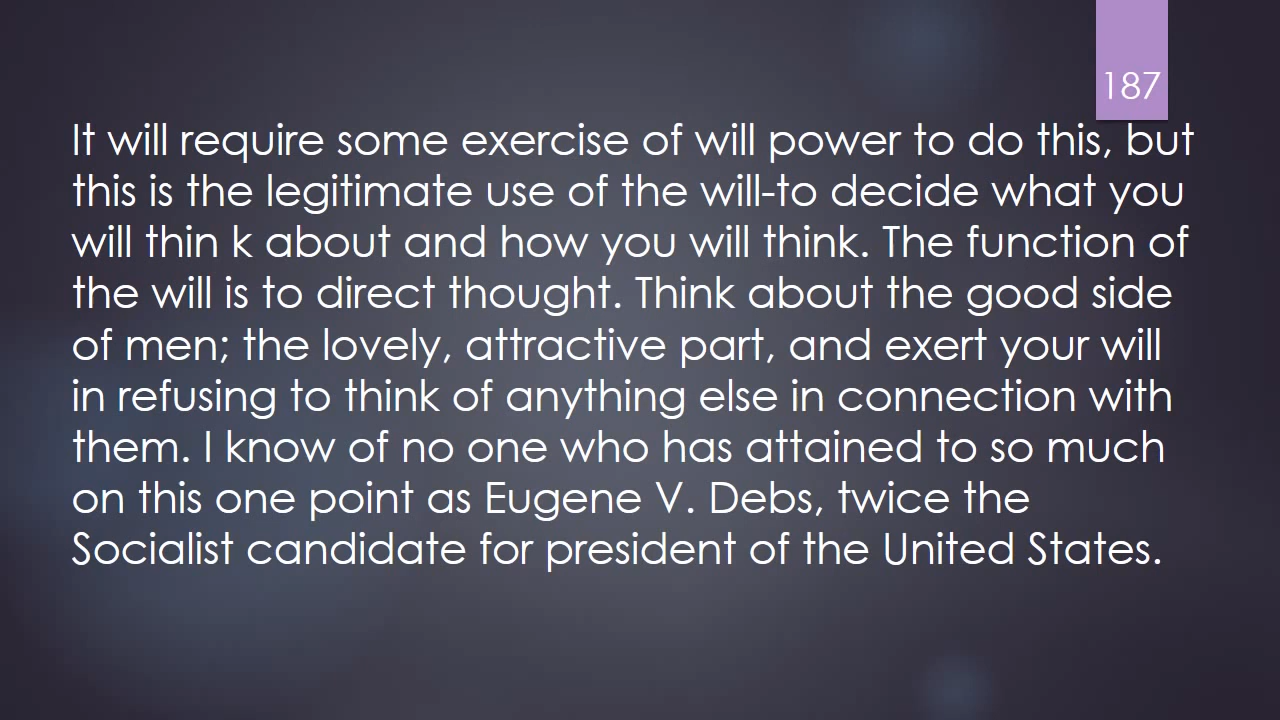 187
It will require some exercise of will power to do this, but
this is the legitimate use of the will-to decide what you
will thin k about and how you will think. The function of
the will is to direct thought. Think about the good side
of men; the lovely, attractive part, and exert your will
in refusing to think of anything else in connection with
them. I know of no one who has attained to so much
on this one point as Eugene V. Debs, twice the
Socialist candidate for president of the United States.